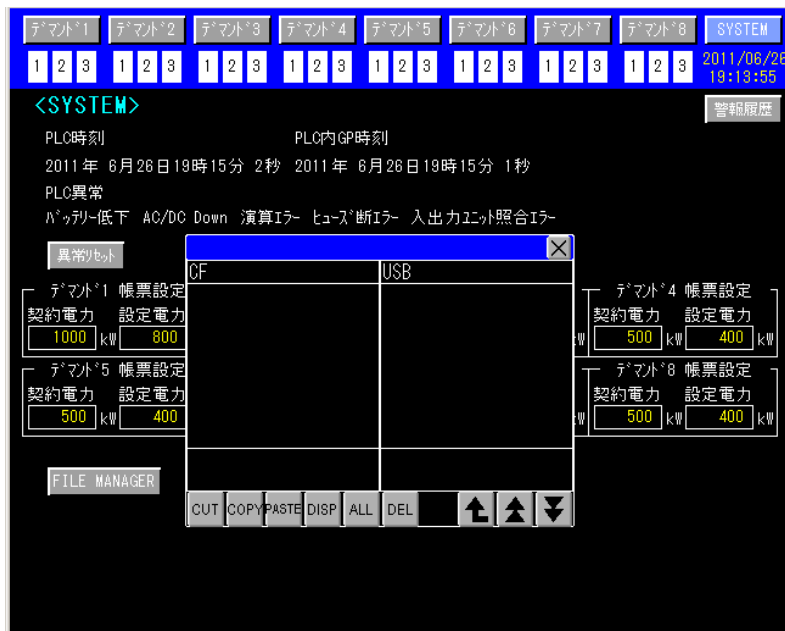 ﾃﾞﾏﾝﾄﾞ1 ﾃﾞﾏﾝﾄﾞ2 ﾃﾞﾏﾝﾄﾞ3 ﾃﾞﾏﾝﾄﾞ4 ﾃﾞﾏﾝﾄﾞ5 ﾃﾞﾏﾝﾄﾞ6 ﾃﾞﾏﾝﾄﾞ7 ﾃﾞﾏﾝﾄﾞ8 SYSTEM
1 2 3 1 2 3 1 2 3 1 2 3 1 2 3 1 2 3 1 2 3 1 2 3 2011/06/26
19:13:55
<SYSTEM> 警報履歴
PLC時刻 PLC内GP時刻
2011年 6月26日19時15分 2秒 2011年 6月26日19時15分 1秒
PLC異常
ﾊﾞｯﾃﾘｰ低下 AC/DC Down 演算ｴﾗｰ ﾋｭｰｽﾞ断ｴﾗｰ 入出力ﾕﾆｯﾄ照合ｴﾗｰ
異常ﾘｾｯﾄ
CF USB
ﾃﾞﾏﾝﾄﾞ1 帳票設定 ﾃﾞﾏﾝﾄﾞ4 帳票設定
契約電力 設定電力 契約電力 設定電力
1000 kW 800 kW 500 kW 400 kW
ﾃﾞﾏﾝﾄﾞ5 帳票設定 ﾃﾞﾏﾝﾄﾞ8 帳票設定
契約電力 設定電力 契約電力 設定電力
500 kW 400 kW 500 kW 400 kW
FILE MANAGER
CUT COPY PASTE DISP ALL DEL